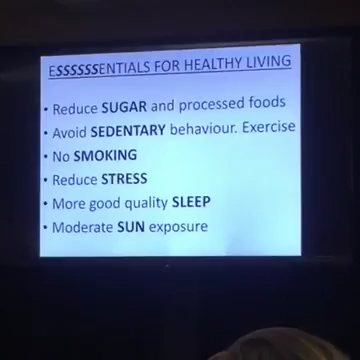 ESSSSSSENTIALS FOR HEALTHY LIVING
• Reduce SUGAR and processed foods
• Avoid SEDENTARY behaviour. Exercise
• No SMOKING
• Reduce STRESS
• More good quality SLEEP
• Moderate SUN exposure